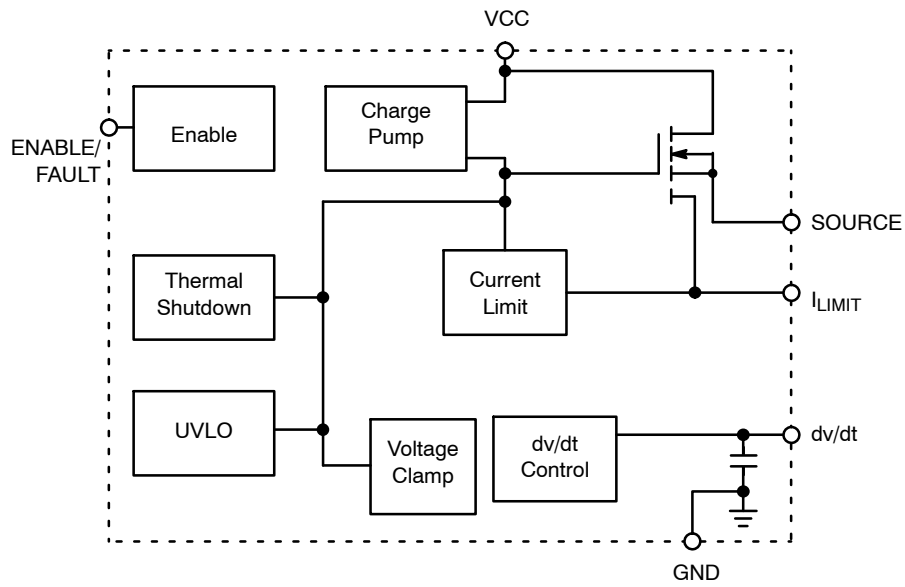 VCC
Charge
Pump
Enable
ENABLE/
FAULT
SOURCE
Thermal
Shutdown
Current
Limit
ILIMIT
UVLO
Voltage
Clamp
dv/dt
Control
dv/dt
GND